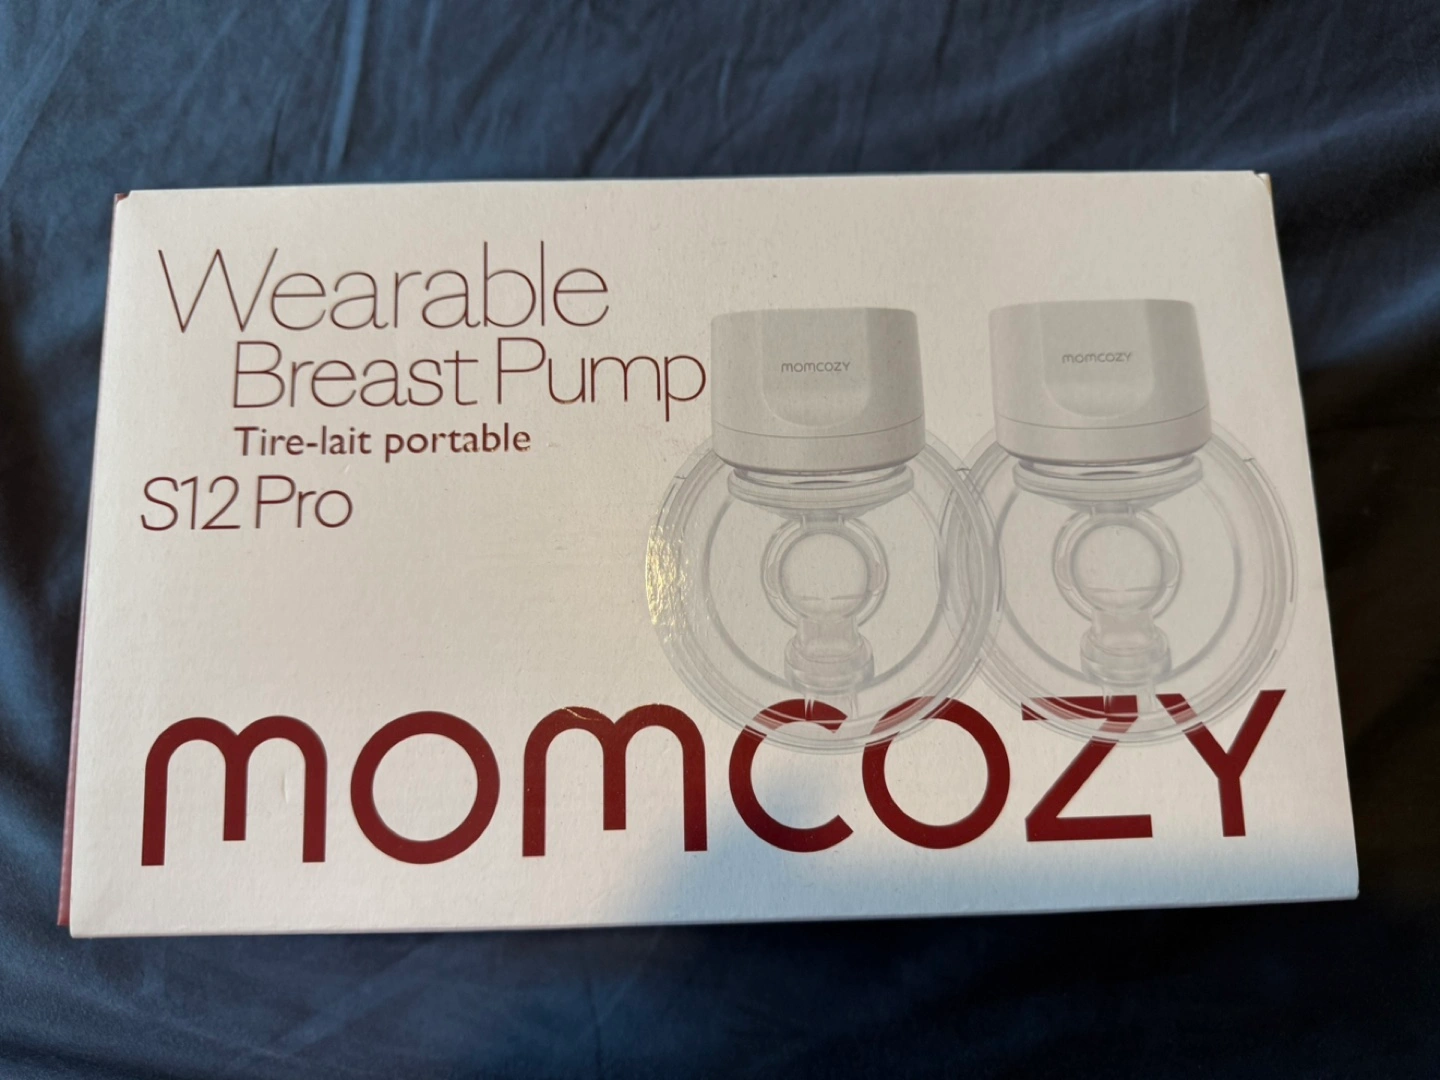 Wearable
Breast Pump
Tire-lait portable
S12 Pro
momcozy
momcozy
momcozy